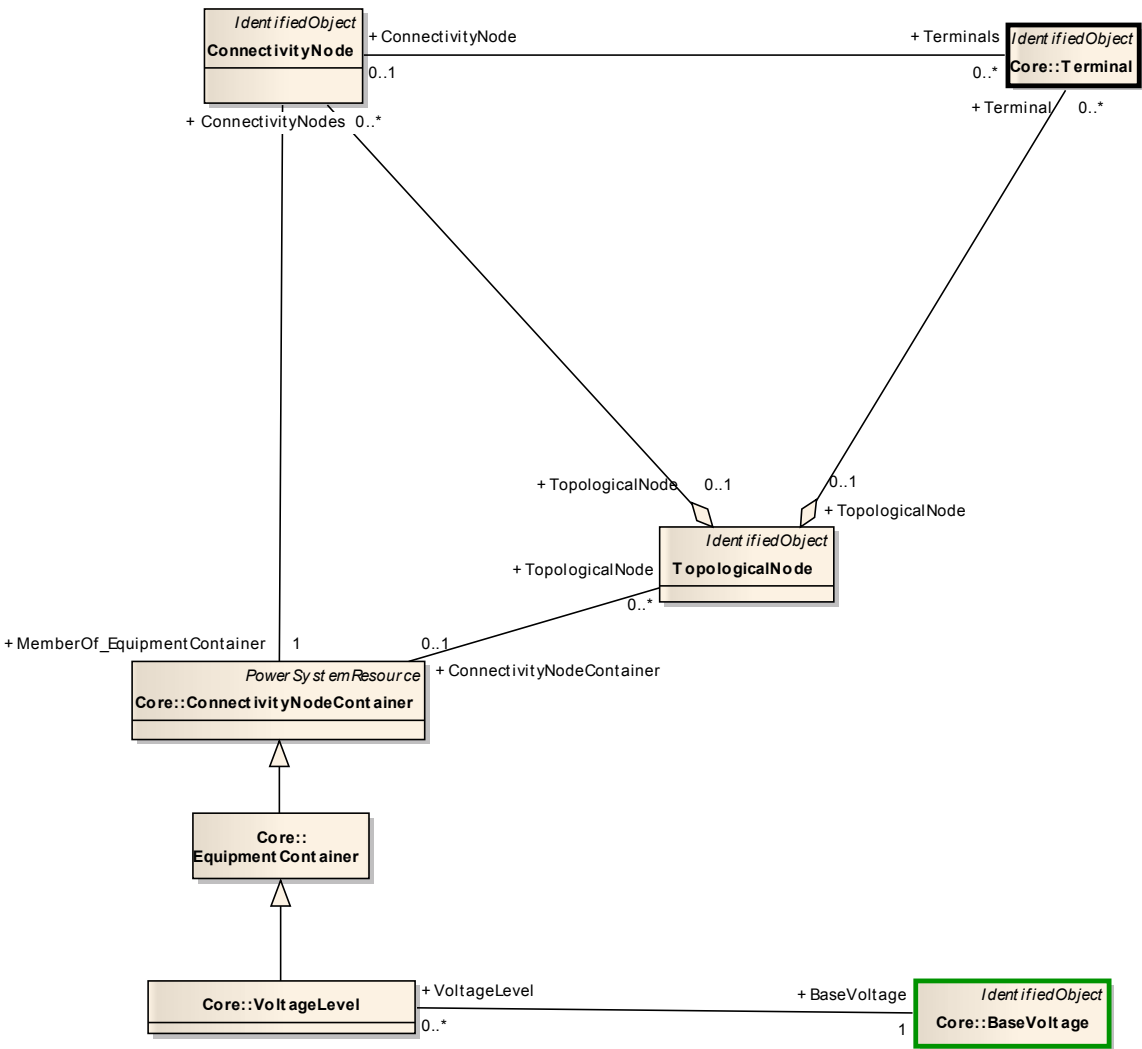 IdentifiedObject
ConnectivityNode
+ ConnectivityNode
0..1
+ Terminals
0..*
IdentifiedObject
Core::Terminal
+ ConnectivityNodes 0..*
+ Terminal 0..*
+ TopologicalNode 0..1
0..1
+ TopologicalNode
IdentifiedObject
TopologicalNode
+ TopologicalNode
0..*
+ MemberOf_EquipmentContainer 1
0..1
+ ConnectivityNodeContainer
PowerSystemResource
Core::ConnectivityNodeContainer
Core::
EquipmentContainer
Core::VoltageLevel
+ VoltageLevel
0..*
+ BaseVoltage
1
IdentifiedObject
Core::BaseVoltage